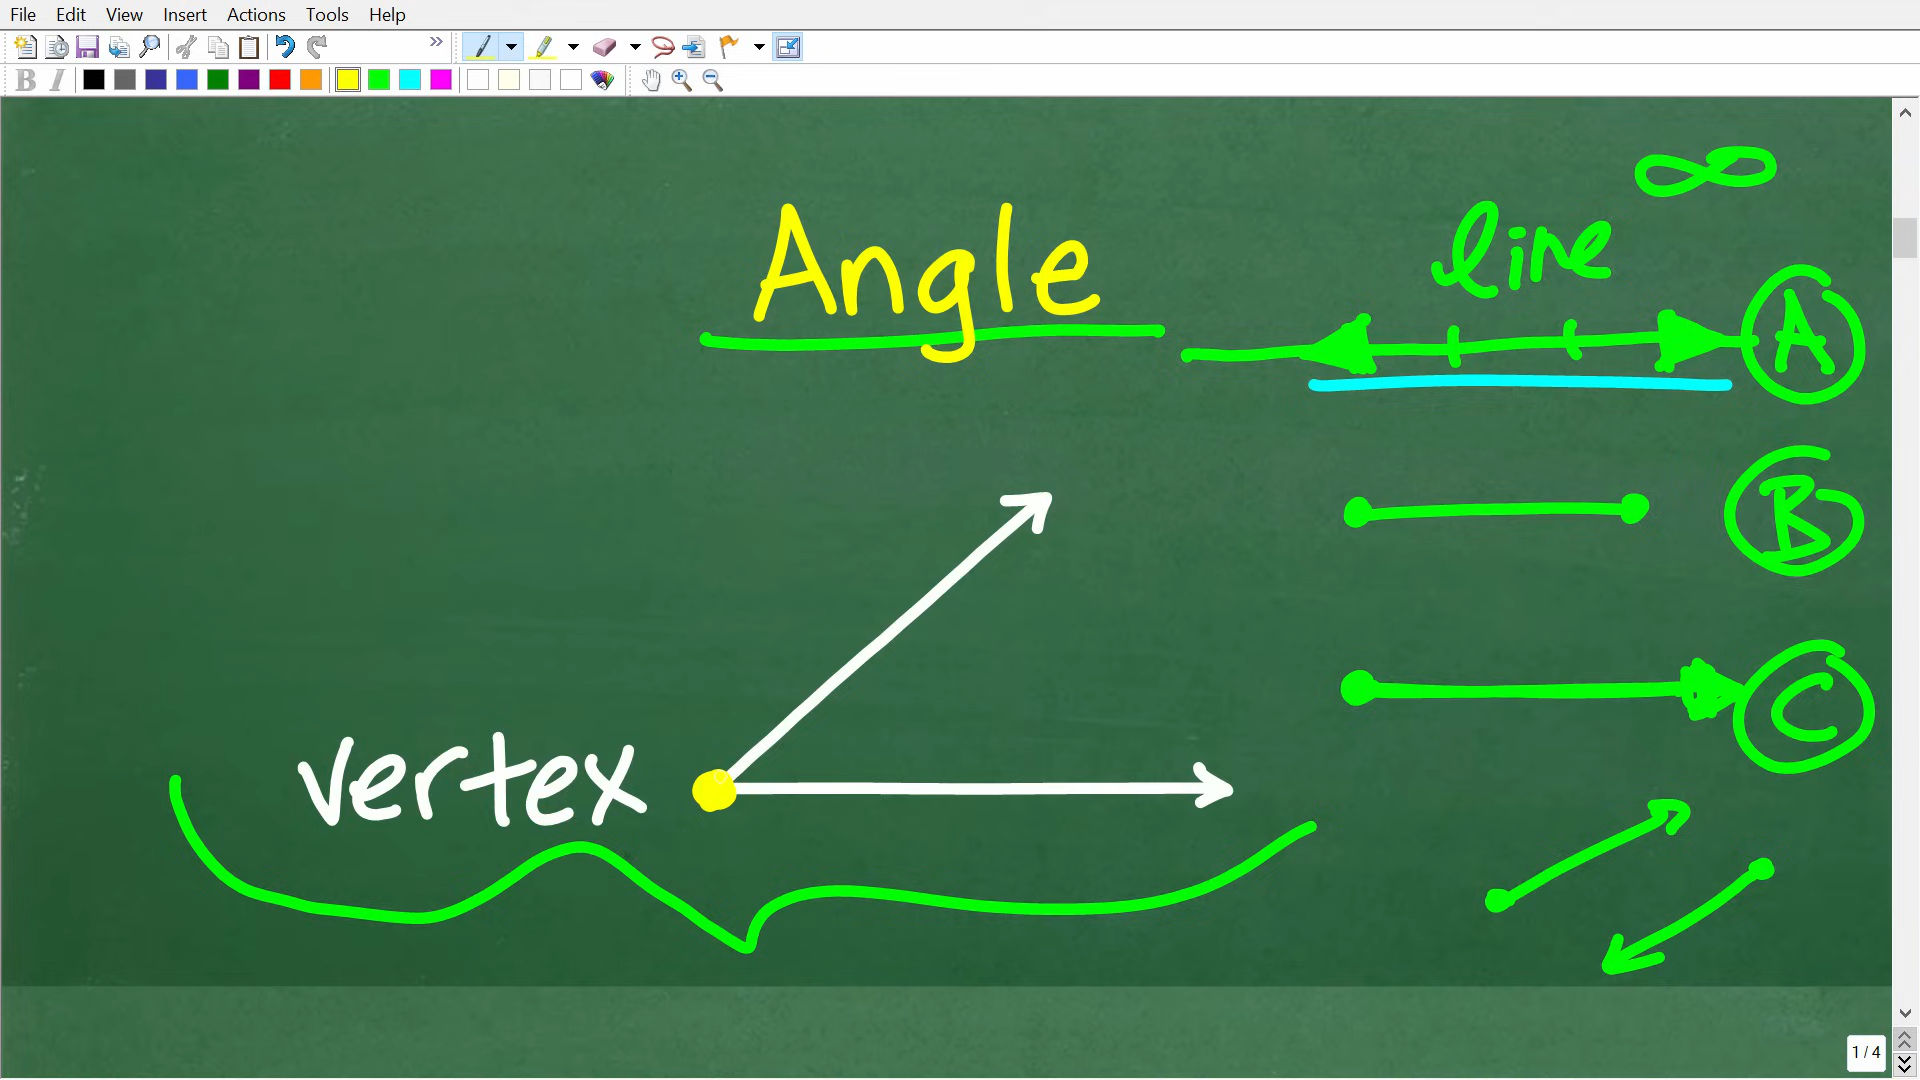 File Edit View Insert Actions Tools Help
B I
∞
line
Angle
A
B
C
vertex
1 / 4